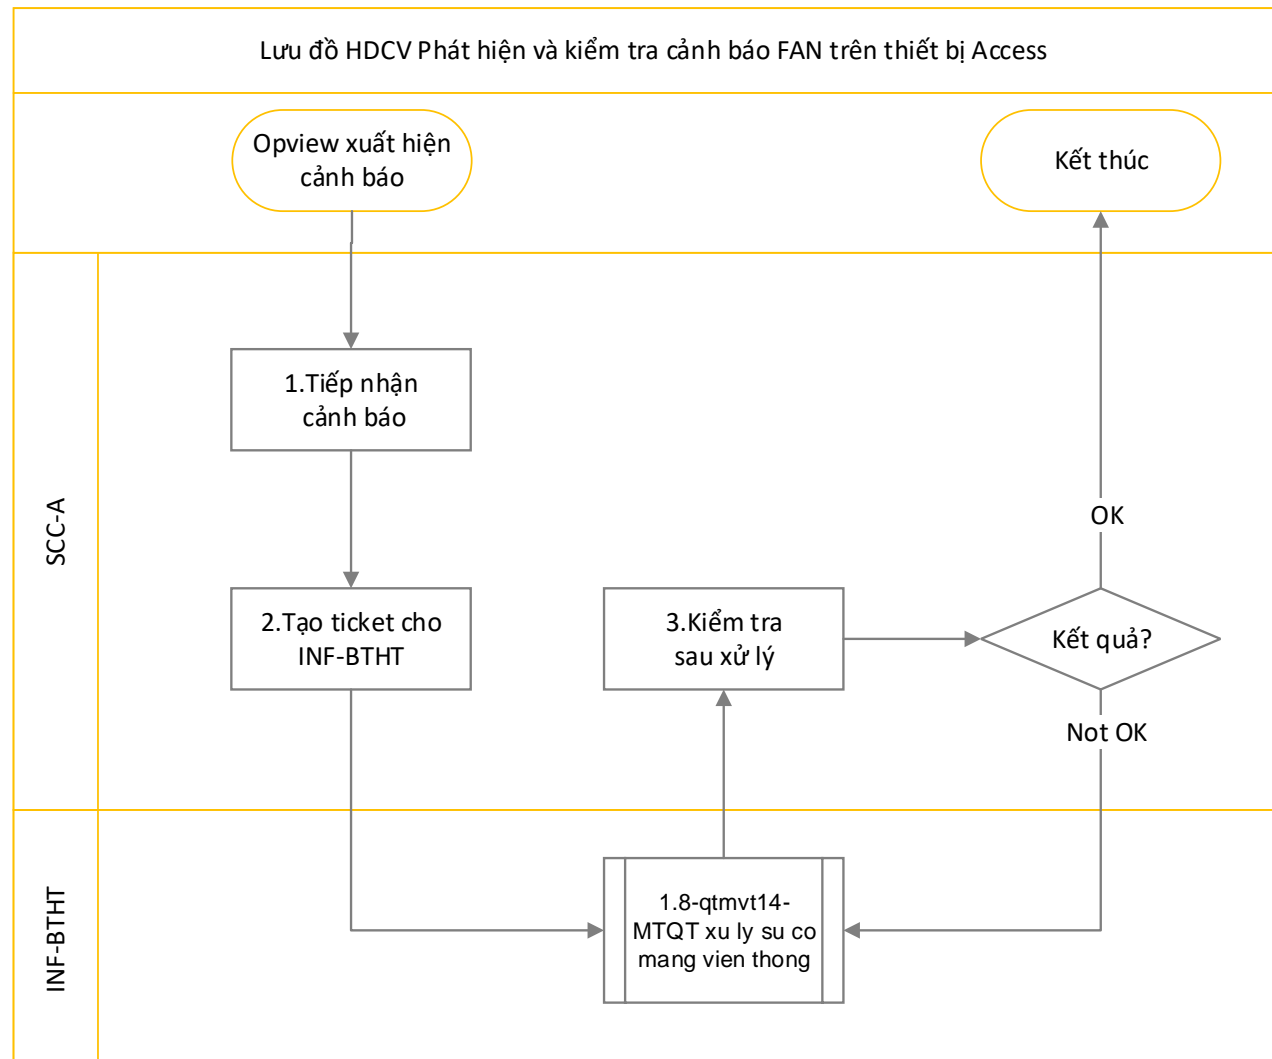 Lưu đồ HDCV Phát hiện và kiểm tra cảnh báo FAN trên thiết bị Access
Opview xuất hiện
cảnh báo
Kết thúc
SCC-A
1.Tiếp nhận
cảnh báo
2.Tạo ticket cho
INF-BTHT
3.Kiểm tra
sau xử lý
Kết quả?
OK
Not OK
INF-BTHT
1.8-qtmvt14-
MTQT xu ly su co
mang vien thong